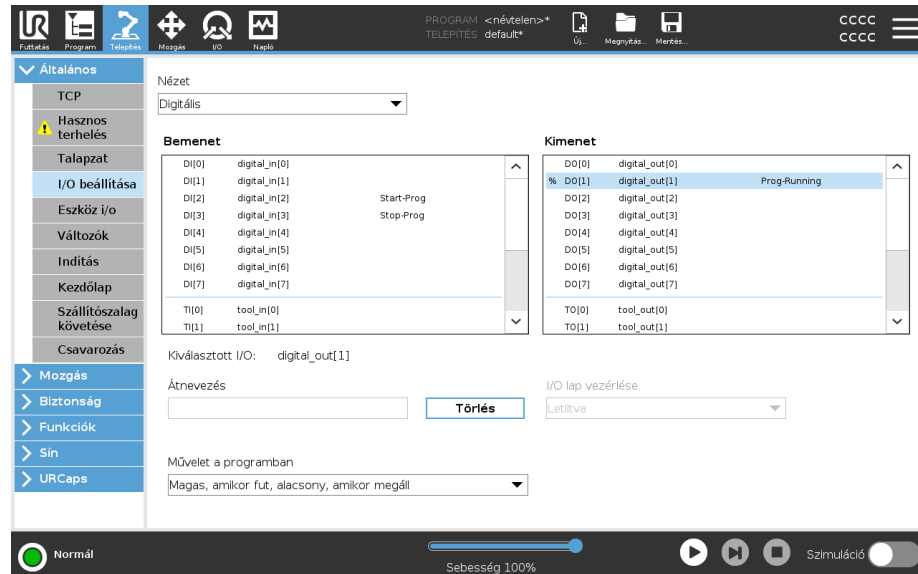 PROGRAM <névtelen>*
TELEPÍTÉS default*
cccc
cccc
Futtatás Program Telepítés Mozgás I/O Napló Új... Megnyitás... Mentés...
Általános
TCP
Hasznos
terhelés
Talapzat
I/O beállítása
Eszköz i/o
Változók
Indítás
Kezdőlap
Szállítószalag
követése
Csavarozás
Mozgás
Biztonság
Funkciók
Sín
URCaps
Nézet
Digitális
Bemenet
DI[0] digital_in[0]
DI[1] digital_in[1]
DI[2] digital_in[2] Start-Prog
DI[3] digital_in[3] Stop-Prog
DI[4] digital_in[4]
DI[5] digital_in[5]
DI[6] digital_in[6]
DI[7] digital_in[7]
TI[0] tool_in[0]
TI[1] tool_in[1]
Kimenet
DO[0] digital_out[0]
% DO[1] digital_out[1] Prog-Running
DO[2] digital_out[2]
DO[3] digital_out[3]
DO[4] digital_out[4]
DO[5] digital_out[5]
DO[6] digital_out[6]
DO[7] digital_out[7]
TO[0] tool_out[0]
TO[1] tool_out[1]
Kiválasztott I/O: digital_out[1]
Átnevezés
Törlés
I/O lap vezérlése
Letiltva
Művelet a programban
Magas, amikor fut, alacsony, amikor megáll
Normál
Sebesség 100%
Szimuláció